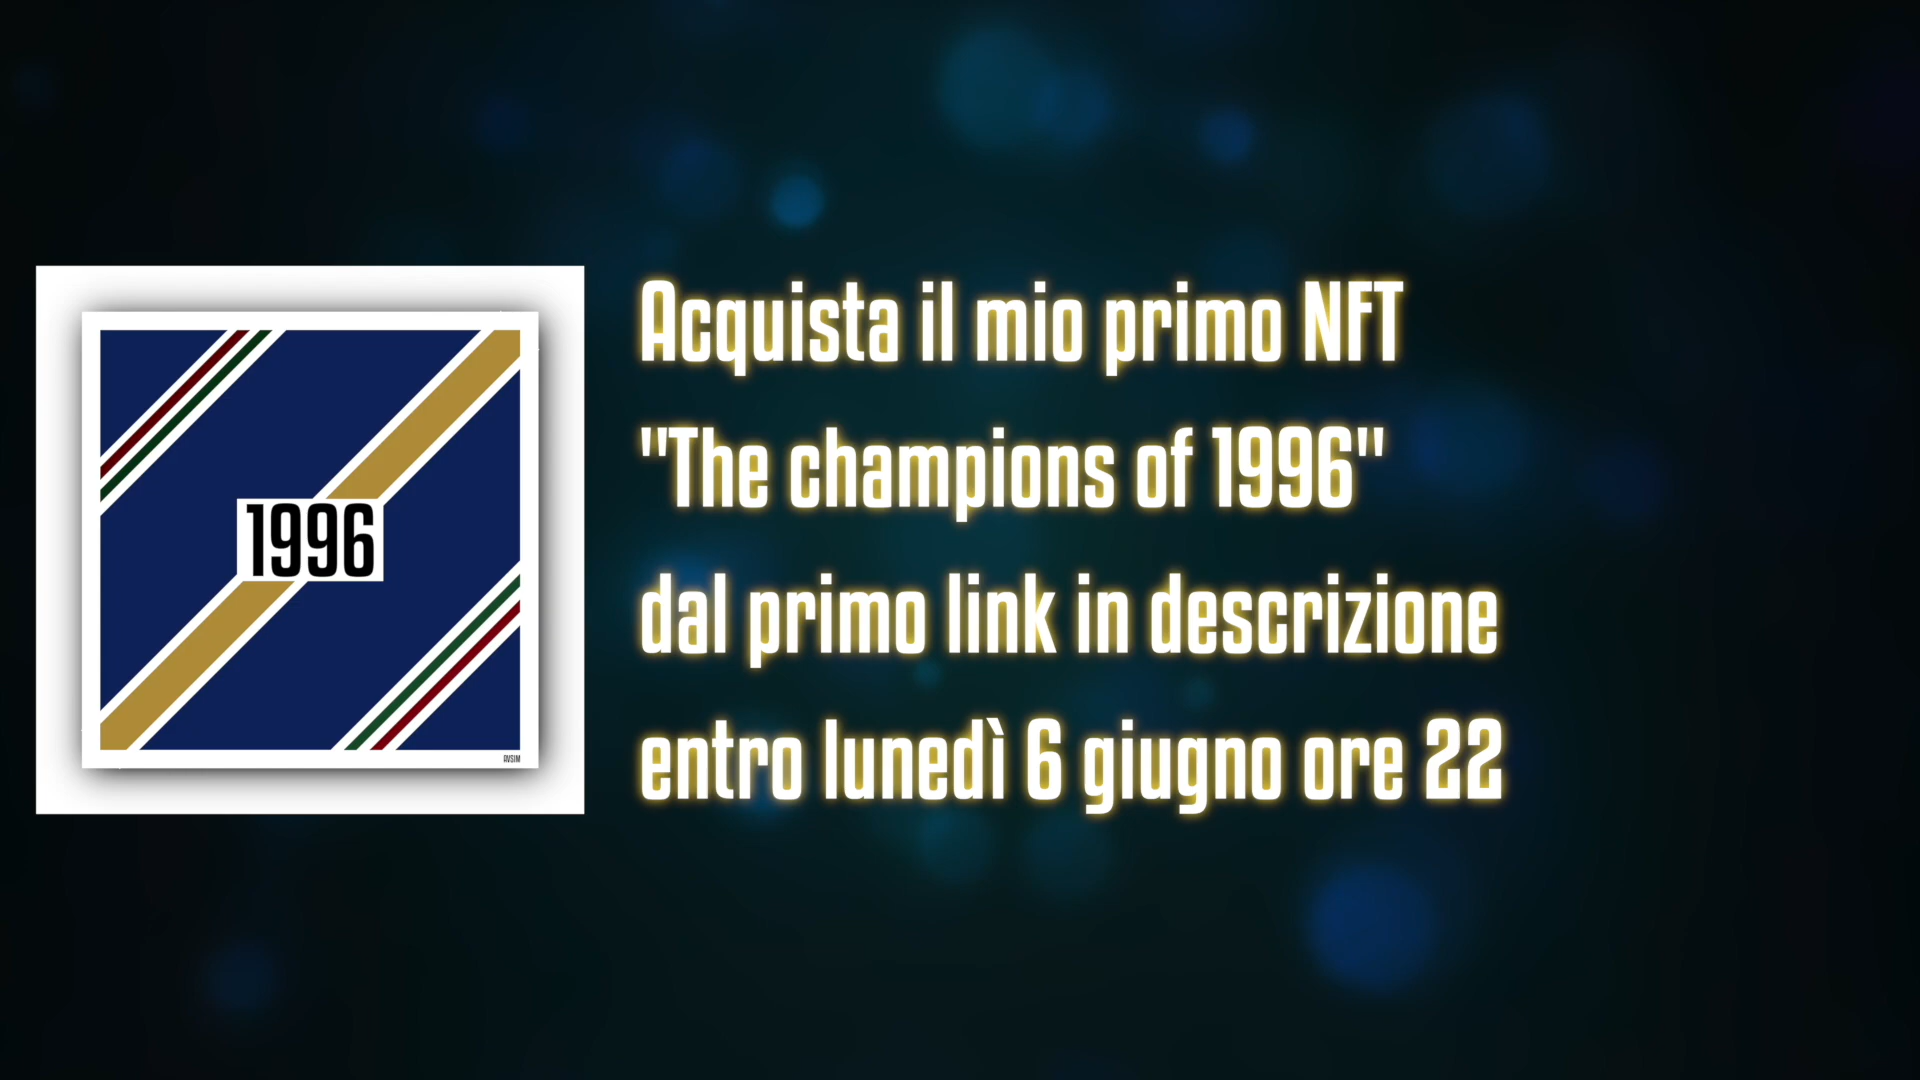 1996
AVSIM
Acquista il mio primo NFT
"The champions of 1996"
dal primo link in descrizione
entro lunedì 6 giugno ore 22